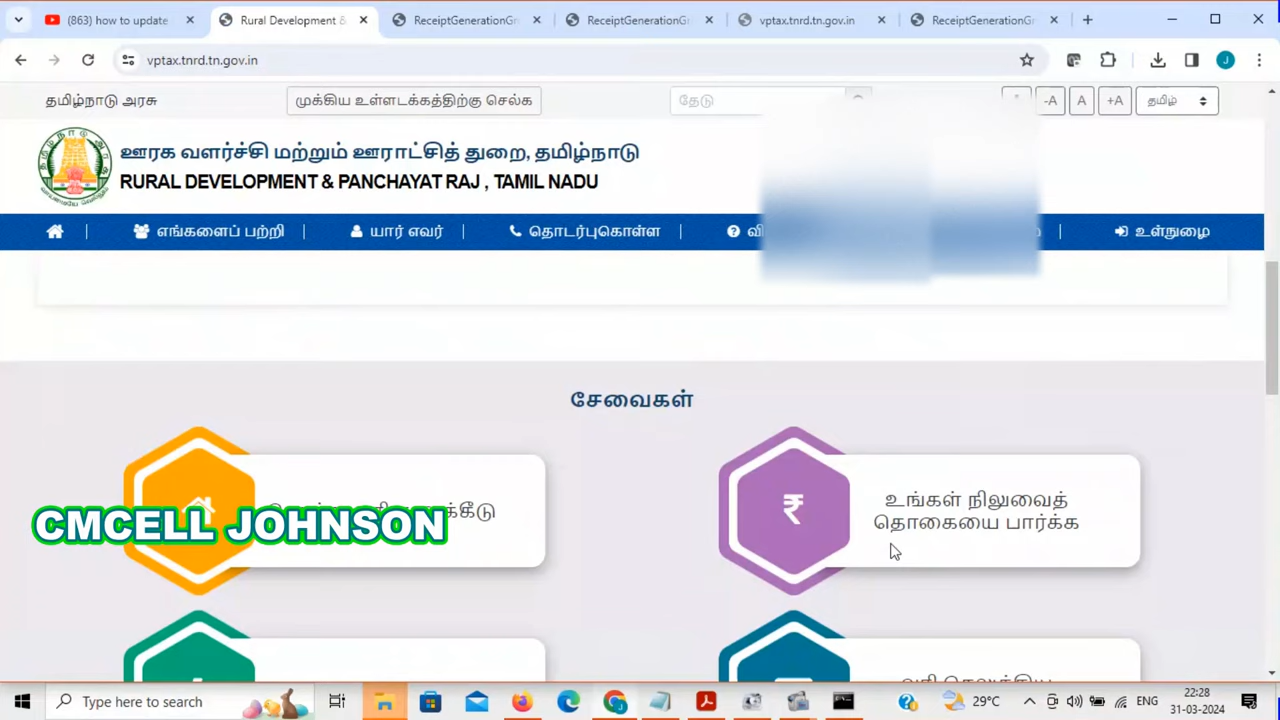 (863) how to update
Rural Development &
ReceiptGenerationGr
ReceiptGenerationGr
vptax.tnrd.tn.gov.in
ReceiptGenerationGr
vptax.tnrd.tn.gov.in
தமிழ்நாடு அரசு
முக்கிய உள்ளடக்கத்திற்கு செல்க
தேடு
-A
A
+A
தமிழ்
ஊரக வளர்ச்சி மற்றும் ஊராட்சித் துறை, தமிழ்நாடு
RURAL DEVELOPMENT & PANCHAYAT RAJ , TAMIL NADU
எங்களைப் பற்றி
யார் எவர்
தொடர்புகொள்ள
உள்நுழை
சேவைகள்
CMCELL JOHNSON
உங்கள் நிலுவைத்
தொகையை பார்க்க
Type here to search
29°C
ENG
22:28
31-03-2024